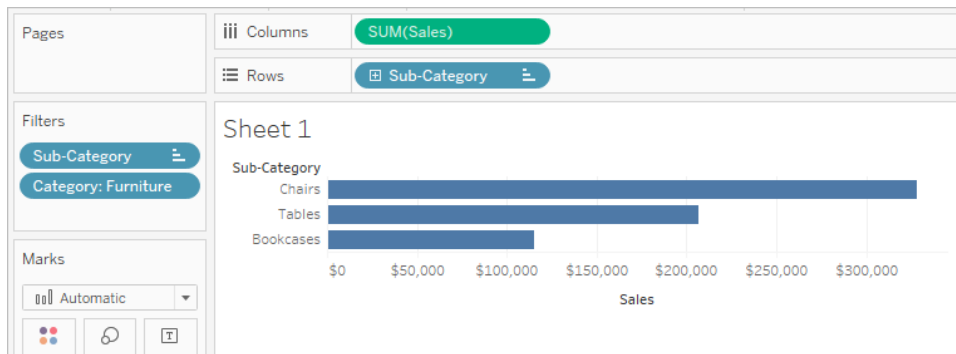 Pages
Columns
SUM(Sales)
Rows
Sub-Category
Filters
Sub-Category
Category: Furniture
Marks
Automatic
T
Sheet 1
Sub-Category
Chairs
Tables
Bookcases
$0 $50,000 $100,000 $150,000 $200,000 $250,000 $300,000
Sales